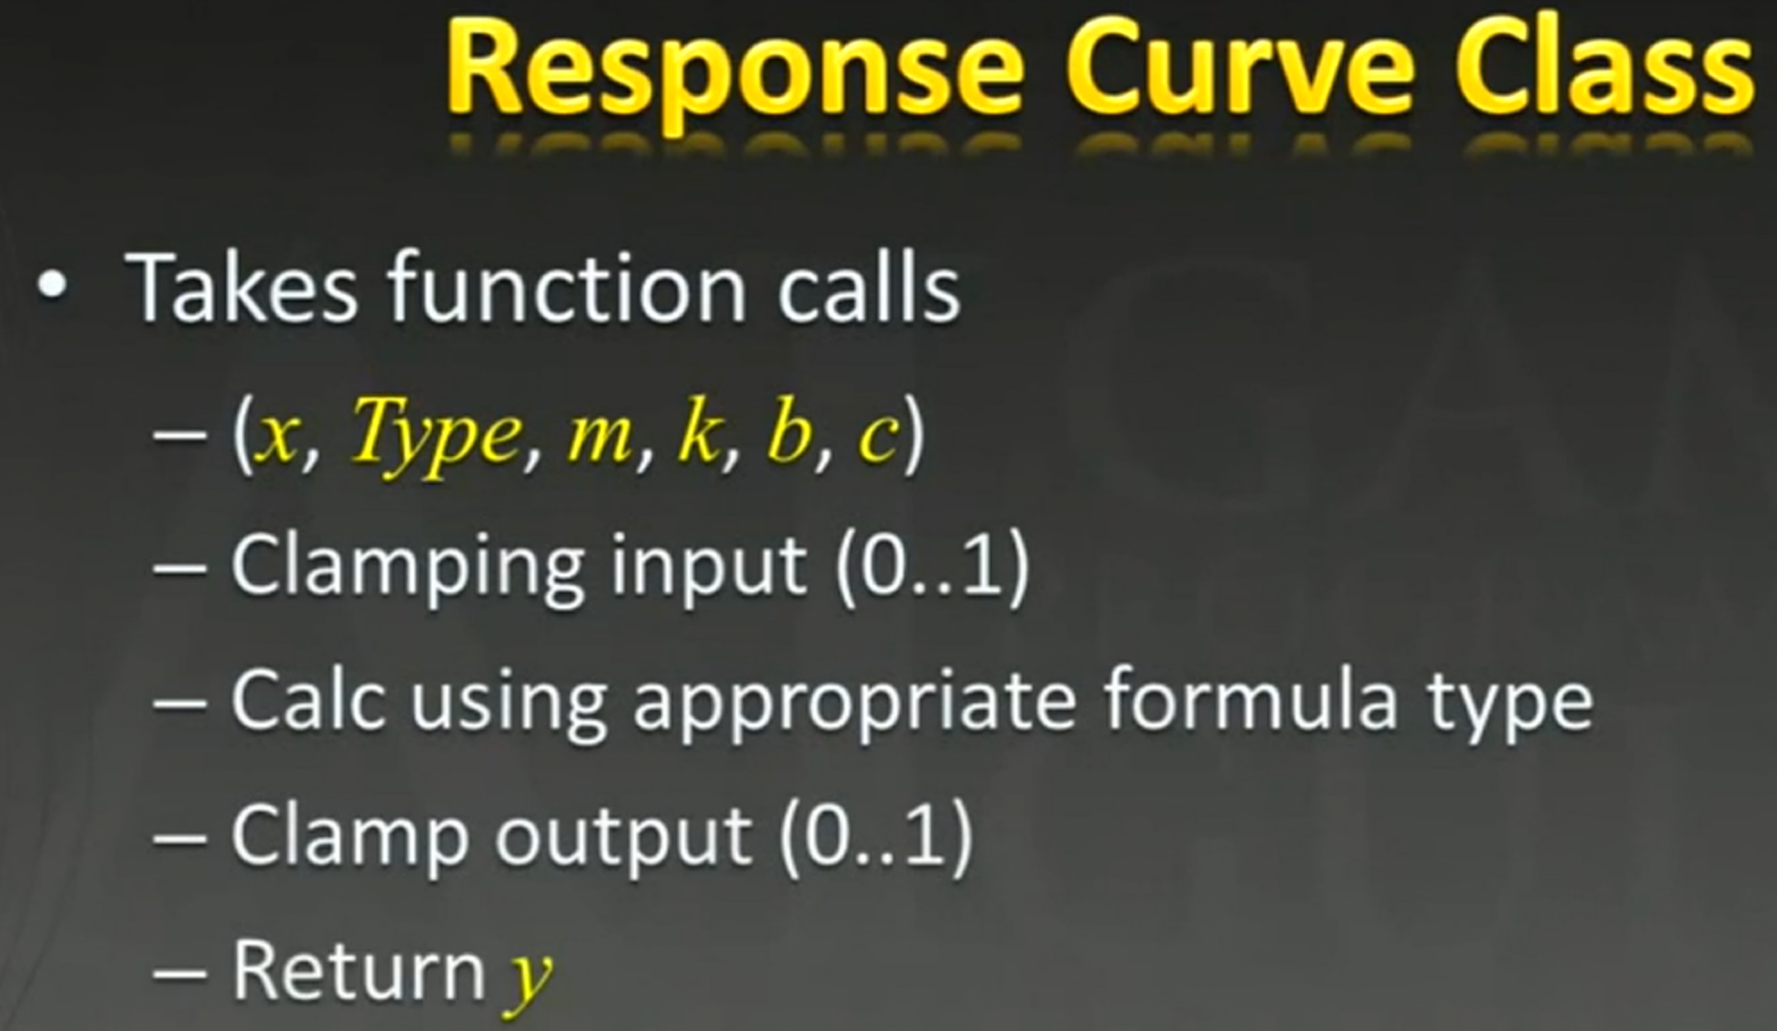 Response Curve Class
• Takes function calls
– (x, Type, m, k, b, c)
– Clamping input (0..1)
– Calc using appropriate formula type
– Clamp output (0..1)
– Return y